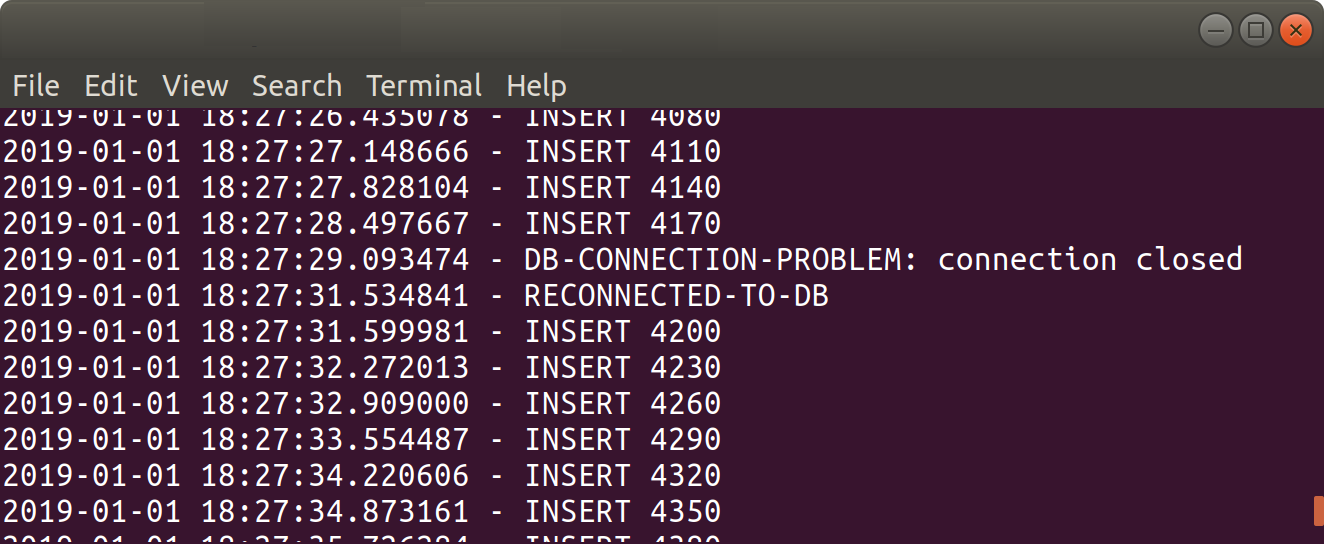 File Edit View Search Terminal Help
2019-01-01 18:27:26.435078 - INSERT 4080
2019-01-01 18:27:27.148666 - INSERT 4110
2019-01-01 18:27:27.828104 - INSERT 4140
2019-01-01 18:27:28.497667 - INSERT 4170
2019-01-01 18:27:29.093474 - DB-CONNECTION-PROBLEM: connection closed
2019-01-01 18:27:31.534841 - RECONNECTED-TO-DB
2019-01-01 18:27:31.599981 - INSERT 4200
2019-01-01 18:27:32.272013 - INSERT 4230
2019-01-01 18:27:32.909000 - INSERT 4260
2019-01-01 18:27:33.554487 - INSERT 4290
2019-01-01 18:27:34.220606 - INSERT 4320
2019-01-01 18:27:34.873161 - INSERT 4350
2019-01-01 - INSERT